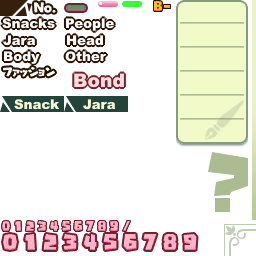 No.
B-
Snacks People
Jara Head
Body Other
ファッション
Bond
Snack Jara
?
0123456789/
0123456789